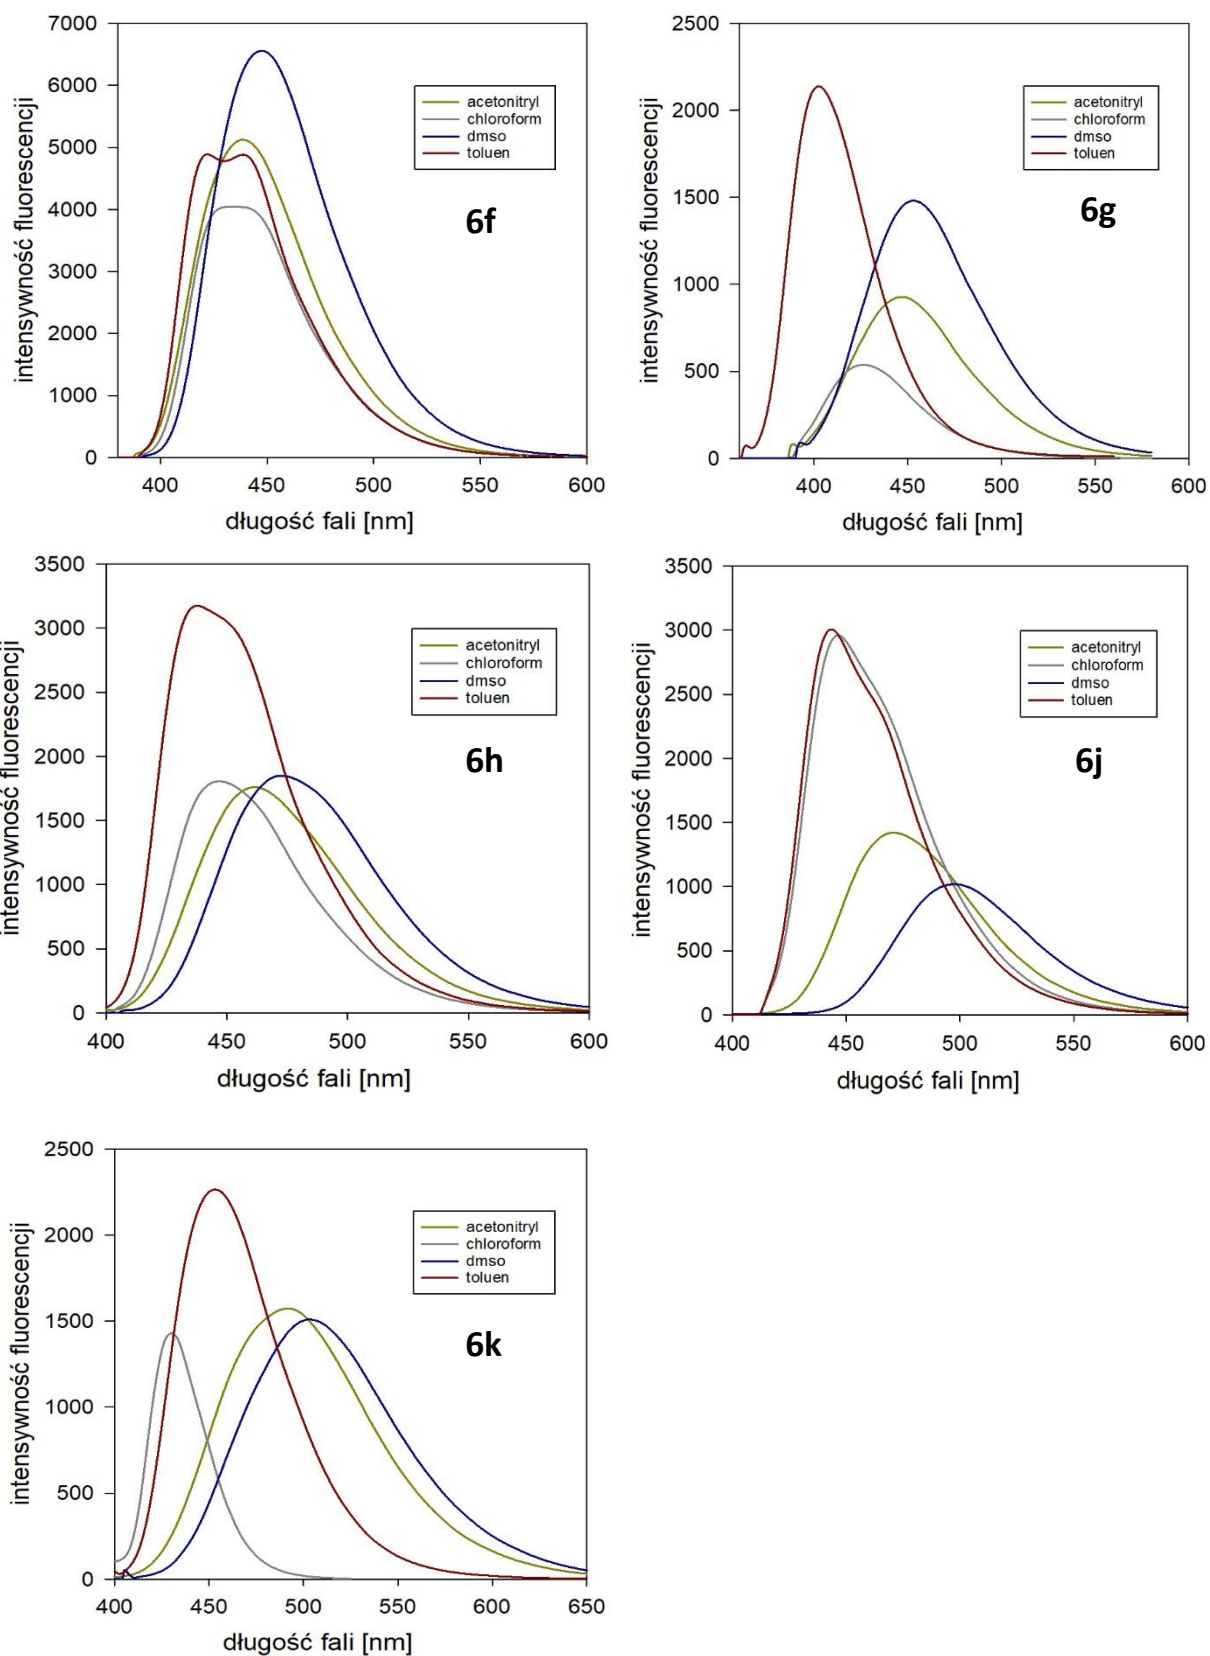 7000
6000
5000
4000
3000
2000
1000
0
intensywność fluorescencji
acetonitryl
chloroform
dmso
toluen
6f
400 450 500 550 600
długość fali [nm]
2500
2000
1500
1000
500
0
intensywność fluorescencji
acetonitryl
chloroform
dmso
toluen
6g
400 450 500 550 600
długość fali [nm]
3500
3000
2500
2000
1500
1000
500
0
intensywność fluorescencji
acetonitryl
chloroform
dmso
toluen
6h
400 450 500 550 600
długość fali [nm]
3500
3000
2500
2000
1500
1000
500
0
intensywność fluorescencji
acetonitryl
chloroform
dmso
toluen
6j
400 450 500 550 600
długość fali [nm]
2500
2000
1500
1000
500
0
intensywność fluorescencji
acetonitryl
chloroform
dmso
toluen
6k
400 450 500 550 600 650
długość fali [nm]